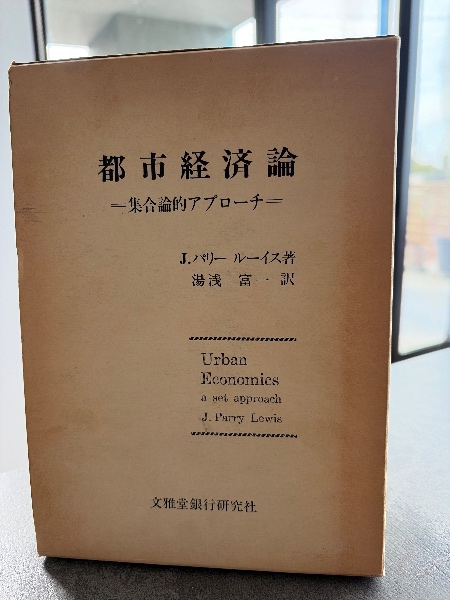 都市経済論
＝集合論的アプローチ＝
J.パリー ルーイス著
湯浅 富一 訳
Urban
Economics
a set approach
J. Parry Lewis
文雅堂銀行研究社